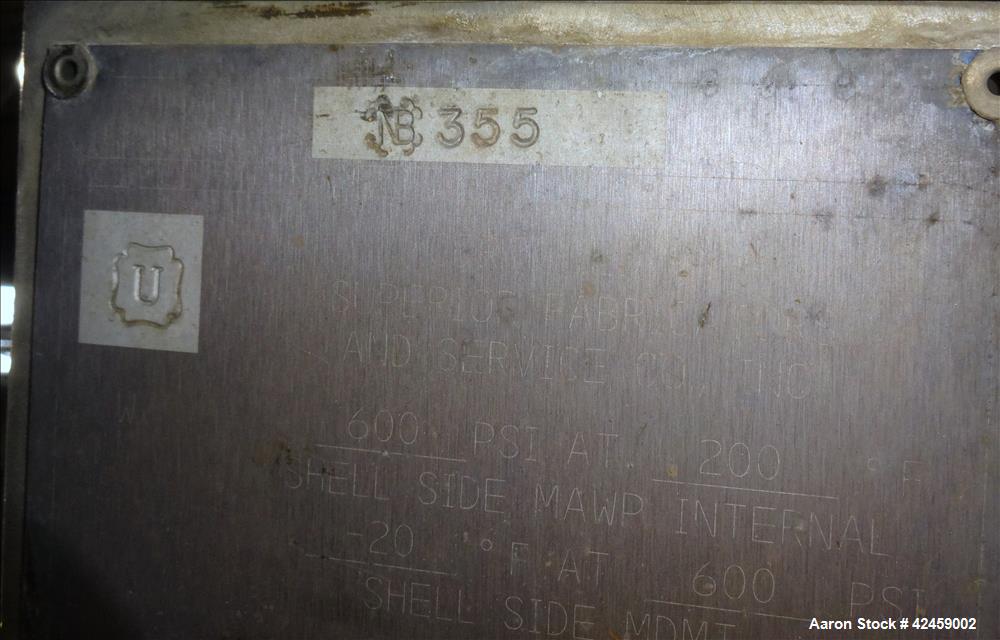 NB 355
U
SUPERIOR FABRICATORS
AND SERVICE CO., INC
W
600 PSI AT 200 °F
SHELL SIDE MAWP INTERNAL
-20 °F AT 600 PSI
SHELL SIDE MDMT
Aaron Stock # 42459002